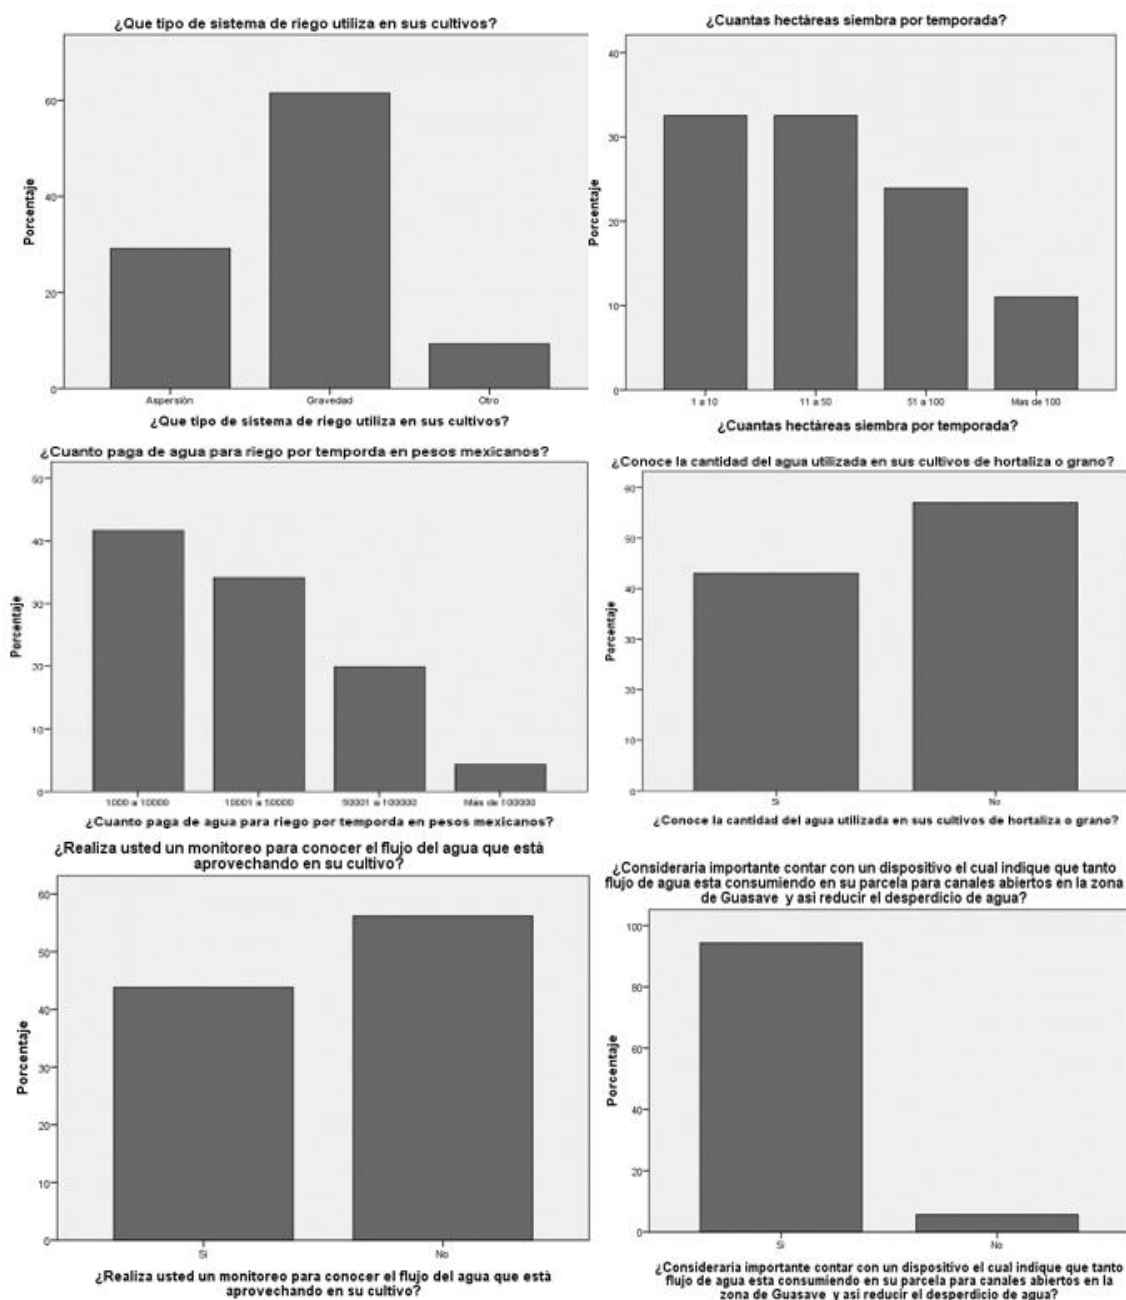 ¿Que tipo de sistema de riego utiliza en sus cultivos?
Porcentaje
60
40
20
0
Aspersión
Gravedad
Otro
¿Que tipo de sistema de riego utiliza en sus cultivos?
¿Cuantas hectáreas siembra por temporada?
Porcentaje
40
30
20
10
0
1 a 10
11 a 50
51 a 100
Mas de 100
¿Cuantas hectáreas siembra por temporada?
¿Cuanto paga de agua para riego por temporda en pesos mexicanos?
Porcentaje
50
40
30
20
10
0
1000 a 10000
10001 a 50000
50001 a 100000
Más de 100000
¿Cuanto paga de agua para riego por temporda en pesos mexicanos?
¿Conoce la cantidad del agua utilizada en sus cultivos de hortaliza o grano?
Porcentaje
60
50
40
30
20
10
0
Si
No
¿Conoce la cantidad del agua utilizada en sus cultivos de hortaliza o grano?
¿Realiza usted un monitoreo para conocer el flujo del agua que está
aprovechando en su cultivo?
Porcentaje
60
50
40
30
20
10
0
Si
No
¿Realiza usted un monitoreo para conocer el flujo del agua que está
aprovechando en su cultivo?
¿Consideraria importante contar con un dispositivo el cual indique que tanto
flujo de agua esta consumiendo en su parcela para canales abiertos en la zona
de Guasave y asi reducir el desperdicio de agua?
Porcentaje
100
80
60
40
20
0
Si
No
¿Consideraria importante contar con un dispositivo el cual indique que tanto
flujo de agua esta consumiendo en su parcela para canales abiertos en la
zona de Guasave y asi reducir el desperdicio de agua?